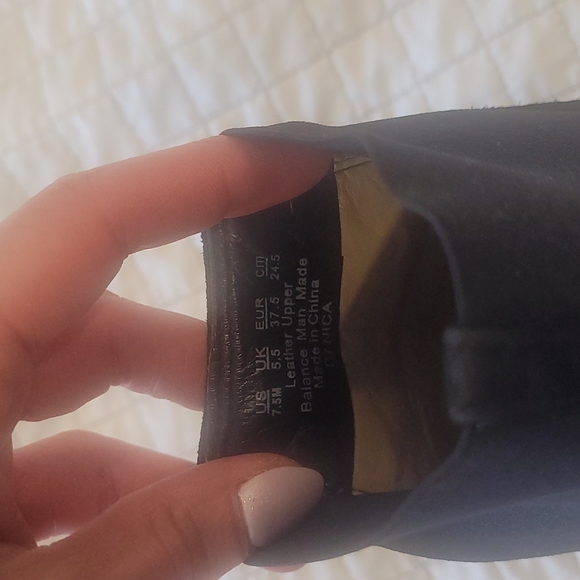 US UK EUR cm
7.5M 5.5 37.5 24.5
Leather Upper
Balance Man Made
Made in China
DANICA